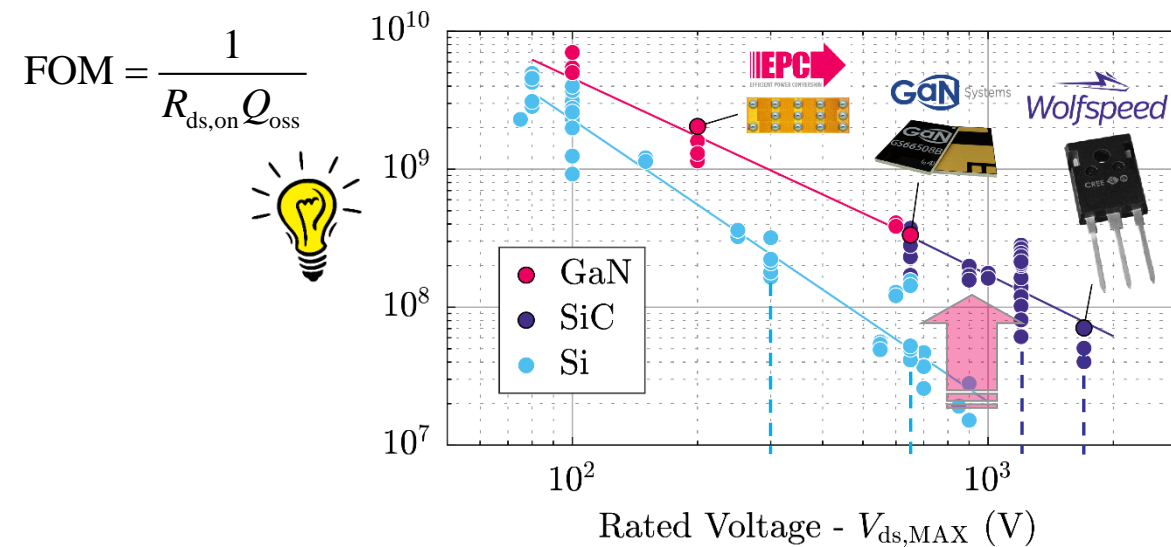 FOM = 1 / (R_ds,on Q_oss)
10^10
10^9
10^8
10^7
EPC
EFFICIENT POWER CONVERSION
GaN Systems
GaN
GS66508B
Wolfspeed
CREE
GaN
SiC
Si
10^2
10^3
Rated Voltage - V_ds,MAX (V)